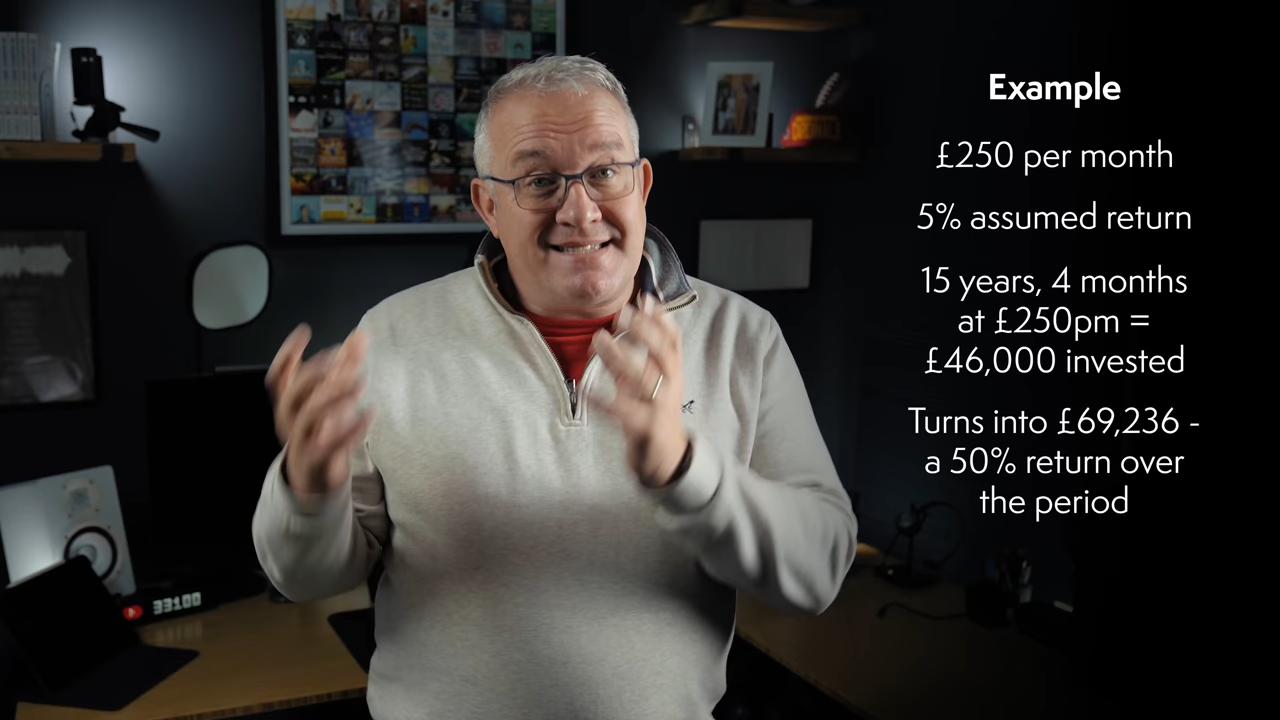 Example
£250 per month
5% assumed return
15 years, 4 months
at £250pm =
£46,000 invested
Turns into £69,236 -
a 50% return over
the period
33100